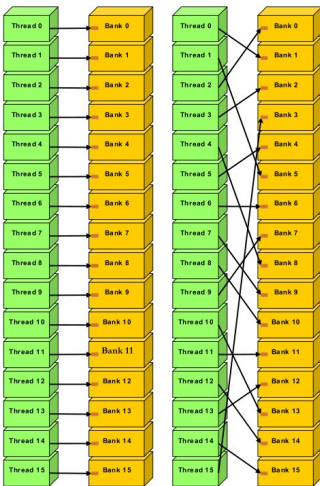 Thread 0 Bank 0 Thread 0 Bank 0
Thread 1 Bank 1 Thread 1 Bank 1
Thread 2 Bank 2 Thread 2 Bank 2
Thread 3 Bank 3 Thread 3 Bank 3
Thread 4 Bank 4 Thread 4 Bank 4
Thread 5 Bank 5 Thread 5 Bank 5
Thread 6 Bank 6 Thread 6 Bank 6
Thread 7 Bank 7 Thread 7 Bank 7
Thread 8 Bank 8 Thread 8 Bank 8
Thread 9 Bank 9 Thread 9 Bank 9
Thread 10 Bank 10 Thread 10 Bank 10
Thread 11 Bank 11 Thread 11 Bank 11
Thread 12 Bank 12 Thread 12 Bank 12
Thread 13 Bank 13 Thread 13 Bank 13
Thread 14 Bank 14 Thread 14 Bank 14
Thread 15 Bank 15 Thread 15 Bank 15